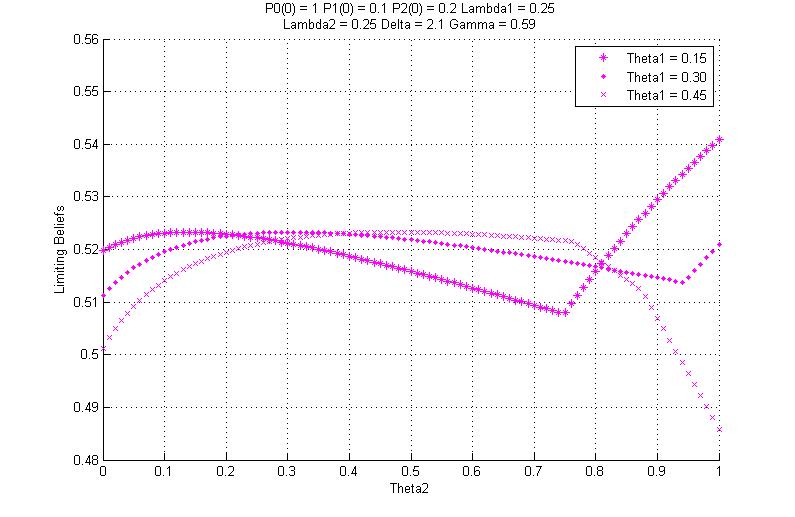 P0(0) = 1 P1(0) = 0.1 P2(0) = 0.2 Lambda1 = 0.25
Lambda2 = 0.25 Delta = 2.1 Gamma = 0.59
0.56
0.55
0.54
0.53
0.52
0.51
0.5
0.49
0.48
Limiting Beliefs
Theta1 = 0.15
Theta1 = 0.30
Theta1 = 0.45
0 0.1 0.2 0.3 0.4 0.5 0.6 0.7 0.8 0.9 1
Theta2